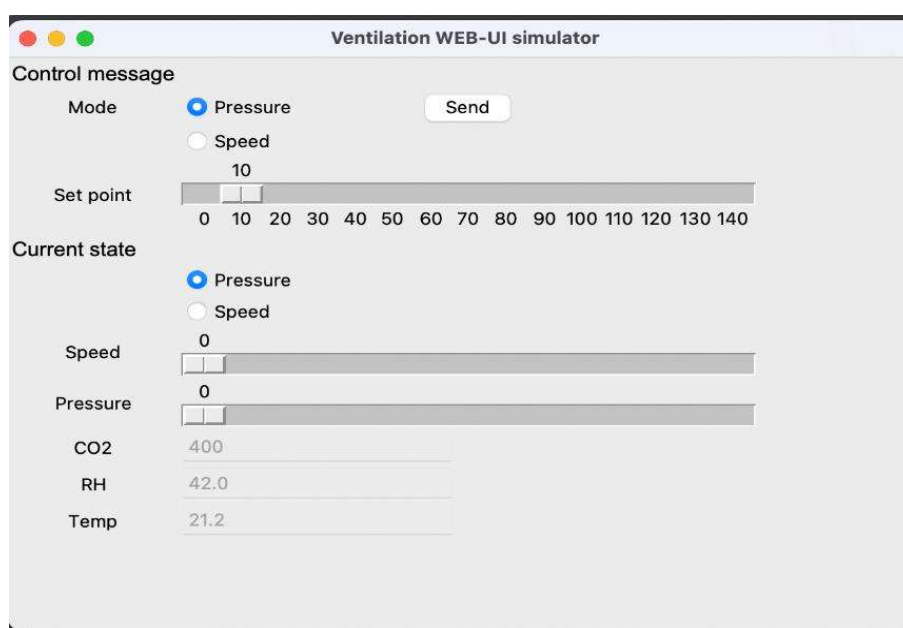 Ventilation WEB-UI simulator
Control message
Mode Pressure Send
Speed
10
Set point
0 10 20 30 40 50 60 70 80 90 100 110 120 130 140
Current state
Pressure
Speed
0
Speed
0
Pressure
CO2 400
RH 42.0
Temp 21.2